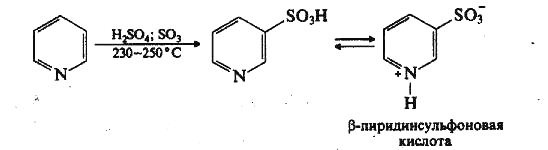 SO₃H
SO₃⁻
H₂SO₄; SO₃
230–250°C
N
N
N
+
H
β-пиридинсульфоновая
кислота